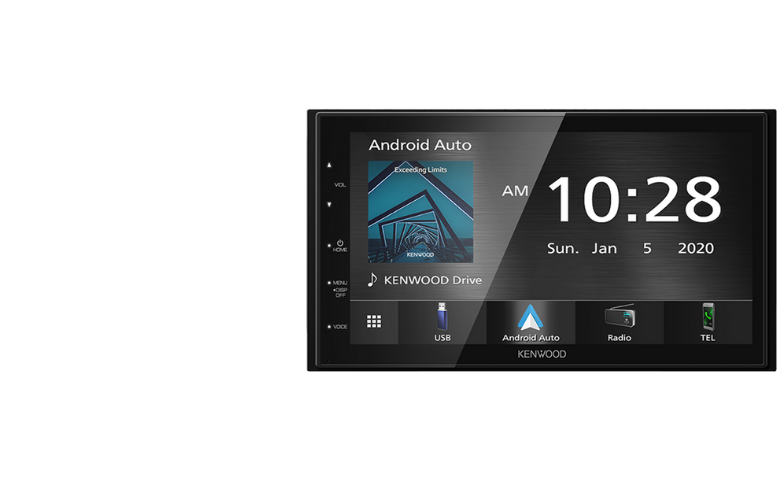 Android Auto
Exceeding Limits
KENWOOD
KENWOOD Drive
AM 10:28
Sun. Jan 5 2020
VOL
HOME
MENU
•DISP
OFF
VOICE
USB
Android Auto
Radio
TEL
KENWOOD